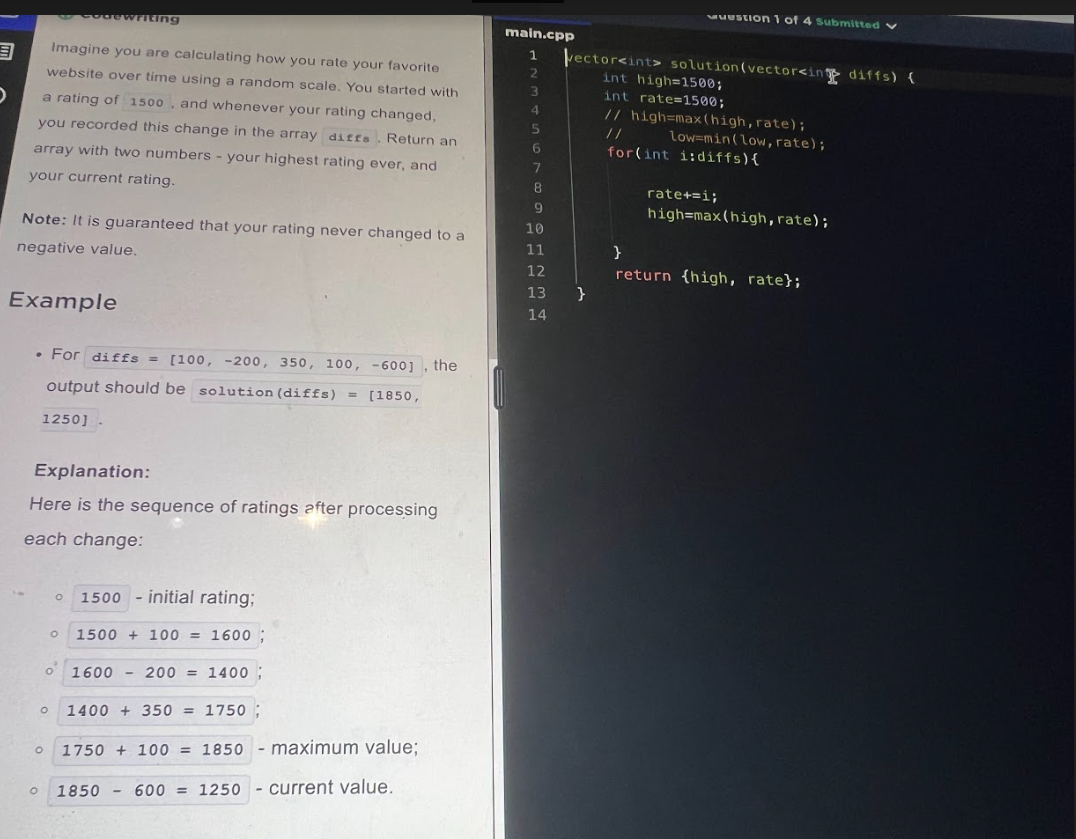 Codewriting
Imagine you are calculating how you rate your favorite
website over time using a random scale. You started with
a rating of 1500 , and whenever your rating changed,
you recorded this change in the array diffs . Return an
array with two numbers - your highest rating ever, and
your current rating.
Note: It is guaranteed that your rating never changed to a
negative value.
Example
• For diffs = [100, -200, 350, 100, -600] , the
output should be solution(diffs) = [1850,
1250] .
Explanation:
Here is the sequence of ratings after processing
each change:
○ 1500 - initial rating;
○ 1500 + 100 = 1600 ;
○ 1600 - 200 = 1400 ;
○ 1400 + 350 = 1750 ;
○ 1750 + 100 = 1850 - maximum value;
○ 1850 - 600 = 1250 - current value.
Question 1 of 4 Submitted
main.cpp
1 vector<int> solution(vector<int> diffs) {
2 int high=1500;
3 int rate=1500;
4 // high=max(high,rate);
5 // low=min(low,rate);
6 for(int i:diffs){
7
8 rate+=i;
9 high=max(high,rate);
10
11 }
12 return {high, rate};
13 }
14